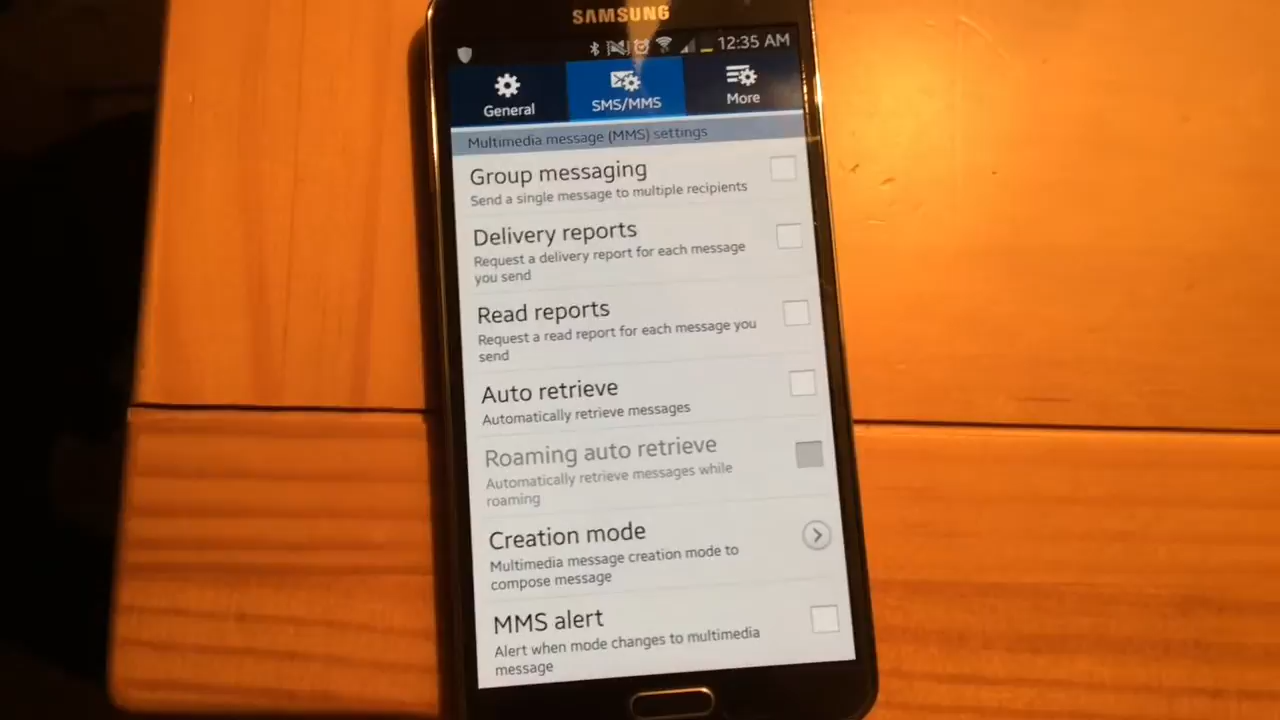 SAMSUNG
12:35 AM
General
SMS/MMS
More
Multimedia message (MMS) settings
Group messaging
Send a single message to multiple recipients
Delivery reports
Request a delivery report for each message
you send
Read reports
Request a read report for each message you
send
Auto retrieve
Automatically retrieve messages
Roaming auto retrieve
Automatically retrieve messages while
roaming
Creation mode
Multimedia message creation mode to
compose message
MMS alert
Alert when mode changes to multimedia
message